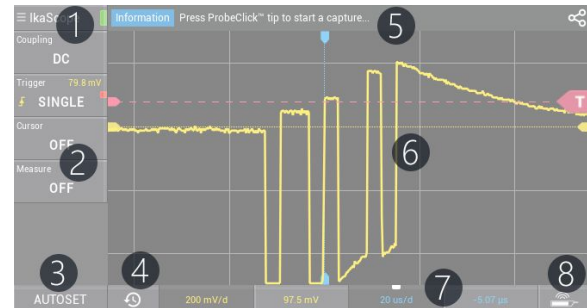 ≡ IkaScope 1
Information Press ProbeClick™ tip to start a capture...
5
Coupling
DC
Trigger 79.8 mV
SINGLE
T
Cursor
OFF
6
2
Measure
OFF
3
4
7
8
AUTOSET
200 mV/d
97.5 mV
20 us/d
-5.07 µs